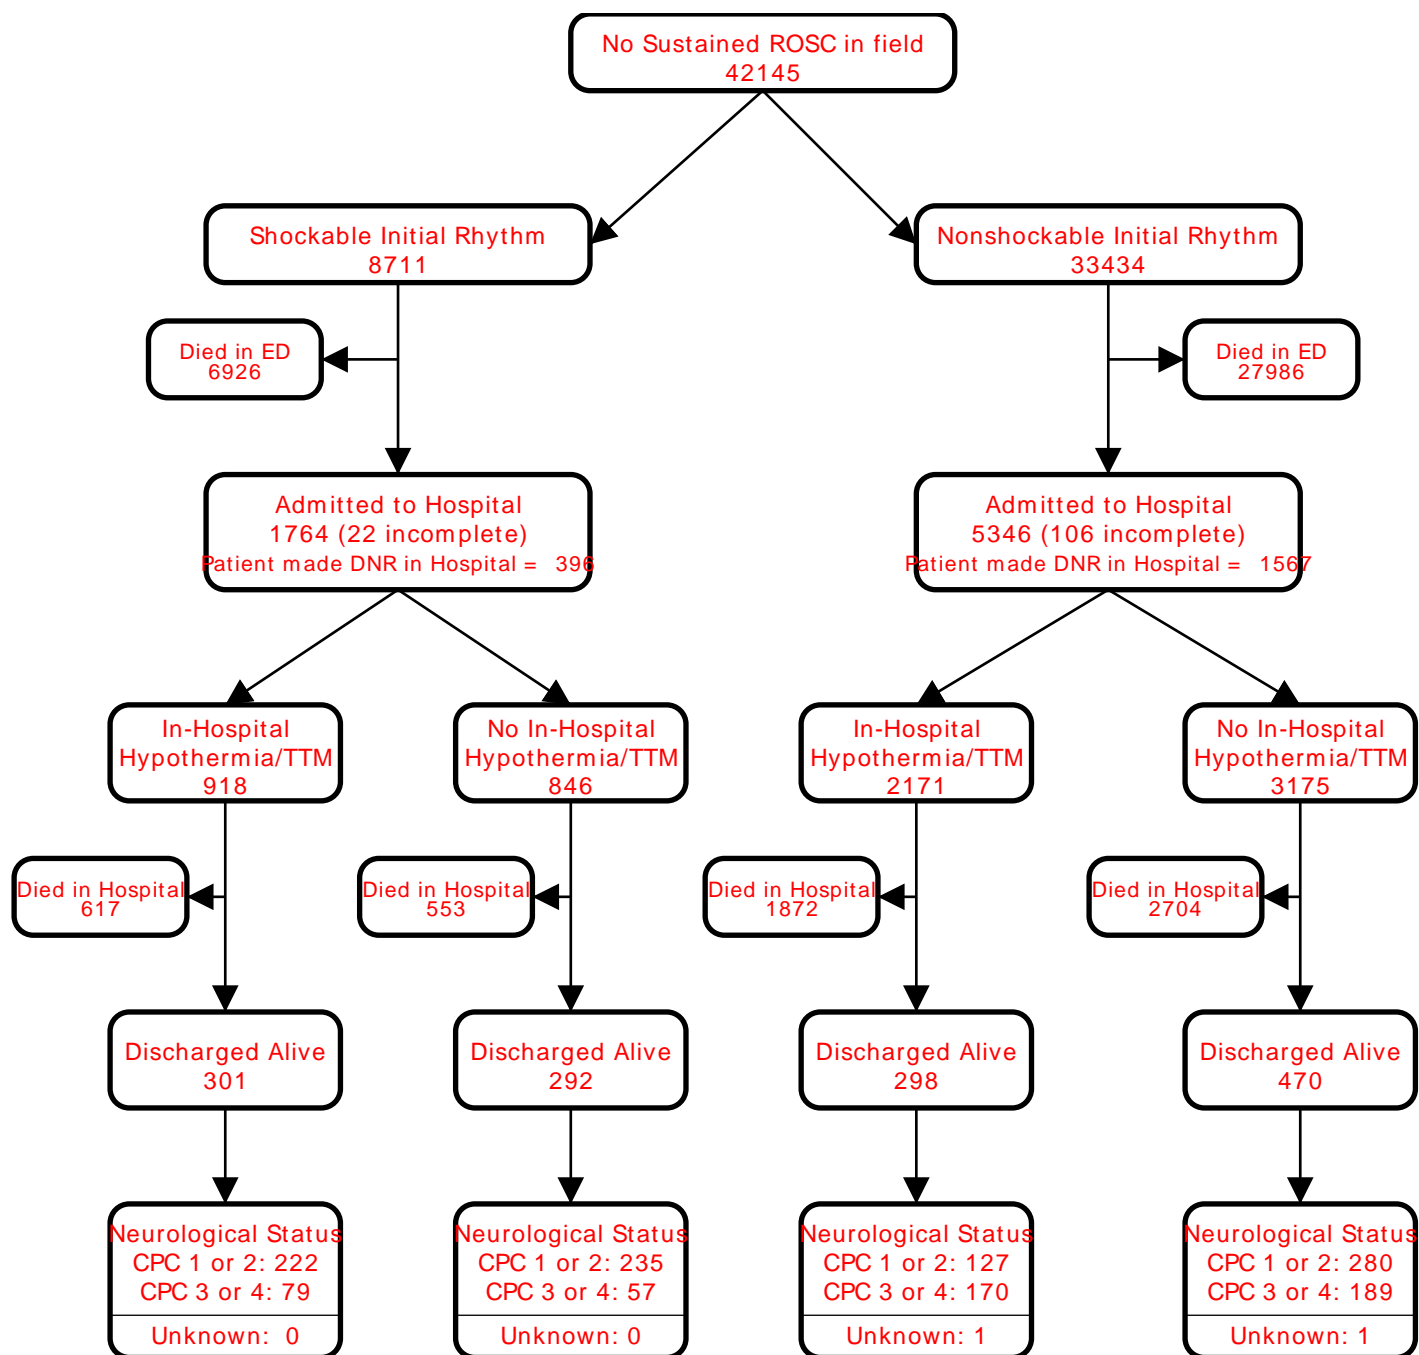 No Sustained ROSC in field
42145
Shockable Initial Rhythm
8711
Nonshockable Initial Rhythm
33434
Died in ED
6926
Died in ED
27986
Admitted to Hospital
1764 (22 incomplete)
Patient made DNR in Hospital = 396
Admitted to Hospital
5346 (106 incomplete)
Patient made DNR in Hospital = 1567
In-Hospital
Hypothermia/TTM
918
No In-Hospital
Hypothermia/TTM
846
In-Hospital
Hypothermia/TTM
2171
No In-Hospital
Hypothermia/TTM
3175
Died in Hospital
617
Died in Hospital
553
Died in Hospital
1872
Died in Hospital
2704
Discharged Alive
301
Discharged Alive
292
Discharged Alive
298
Discharged Alive
470
Neurological Status
CPC 1 or 2: 222
CPC 3 or 4: 79
Unknown: 0
Neurological Status
CPC 1 or 2: 235
CPC 3 or 4: 57
Unknown: 0
Neurological Status
CPC 1 or 2: 127
CPC 3 or 4: 170
Unknown: 1
Neurological Status
CPC 1 or 2: 280
CPC 3 or 4: 189
Unknown: 1